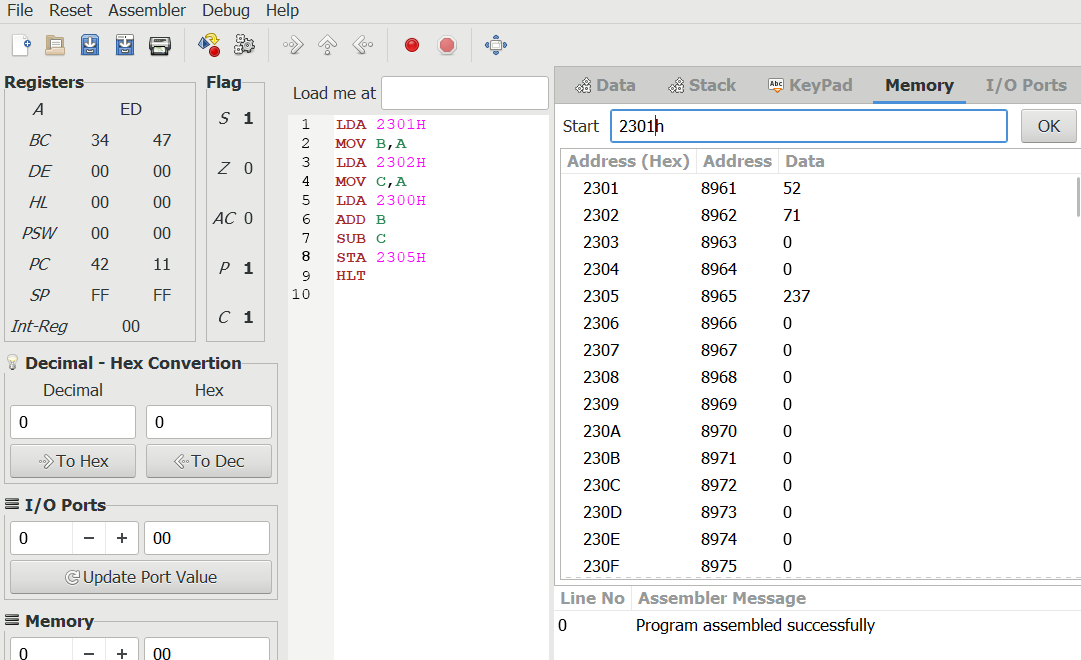 File Reset Assembler Debug Help
Registers
A ED
BC 34 47
DE 00 00
HL 00 00
PSW 00 00
PC 42 11
SP FF FF
Int-Reg 00
Flag
S 1
Z 0
AC 0
P 1
C 1
Decimal - Hex Convertion
Decimal Hex
0 0
To Hex To Dec
I/O Ports
0 − + 00
Update Port Value
Memory
0 − + 00
Load me at
1 LDA 2301H
2 MOV B,A
3 LDA 2302H
4 MOV C,A
5 LDA 2300H
6 ADD B
7 SUB C
8 STA 2305H
9 HLT
10
Data Stack Abc KeyPad Memory I/O Ports
Start 2301h OK
Address (Hex) Address Data
2301 8961 52
2302 8962 71
2303 8963 0
2304 8964 0
2305 8965 237
2306 8966 0
2307 8967 0
2308 8968 0
2309 8969 0
230A 8970 0
230B 8971 0
230C 8972 0
230D 8973 0
230E 8974 0
230F 8975 0
Line No Assembler Message
0 Program assembled successfully